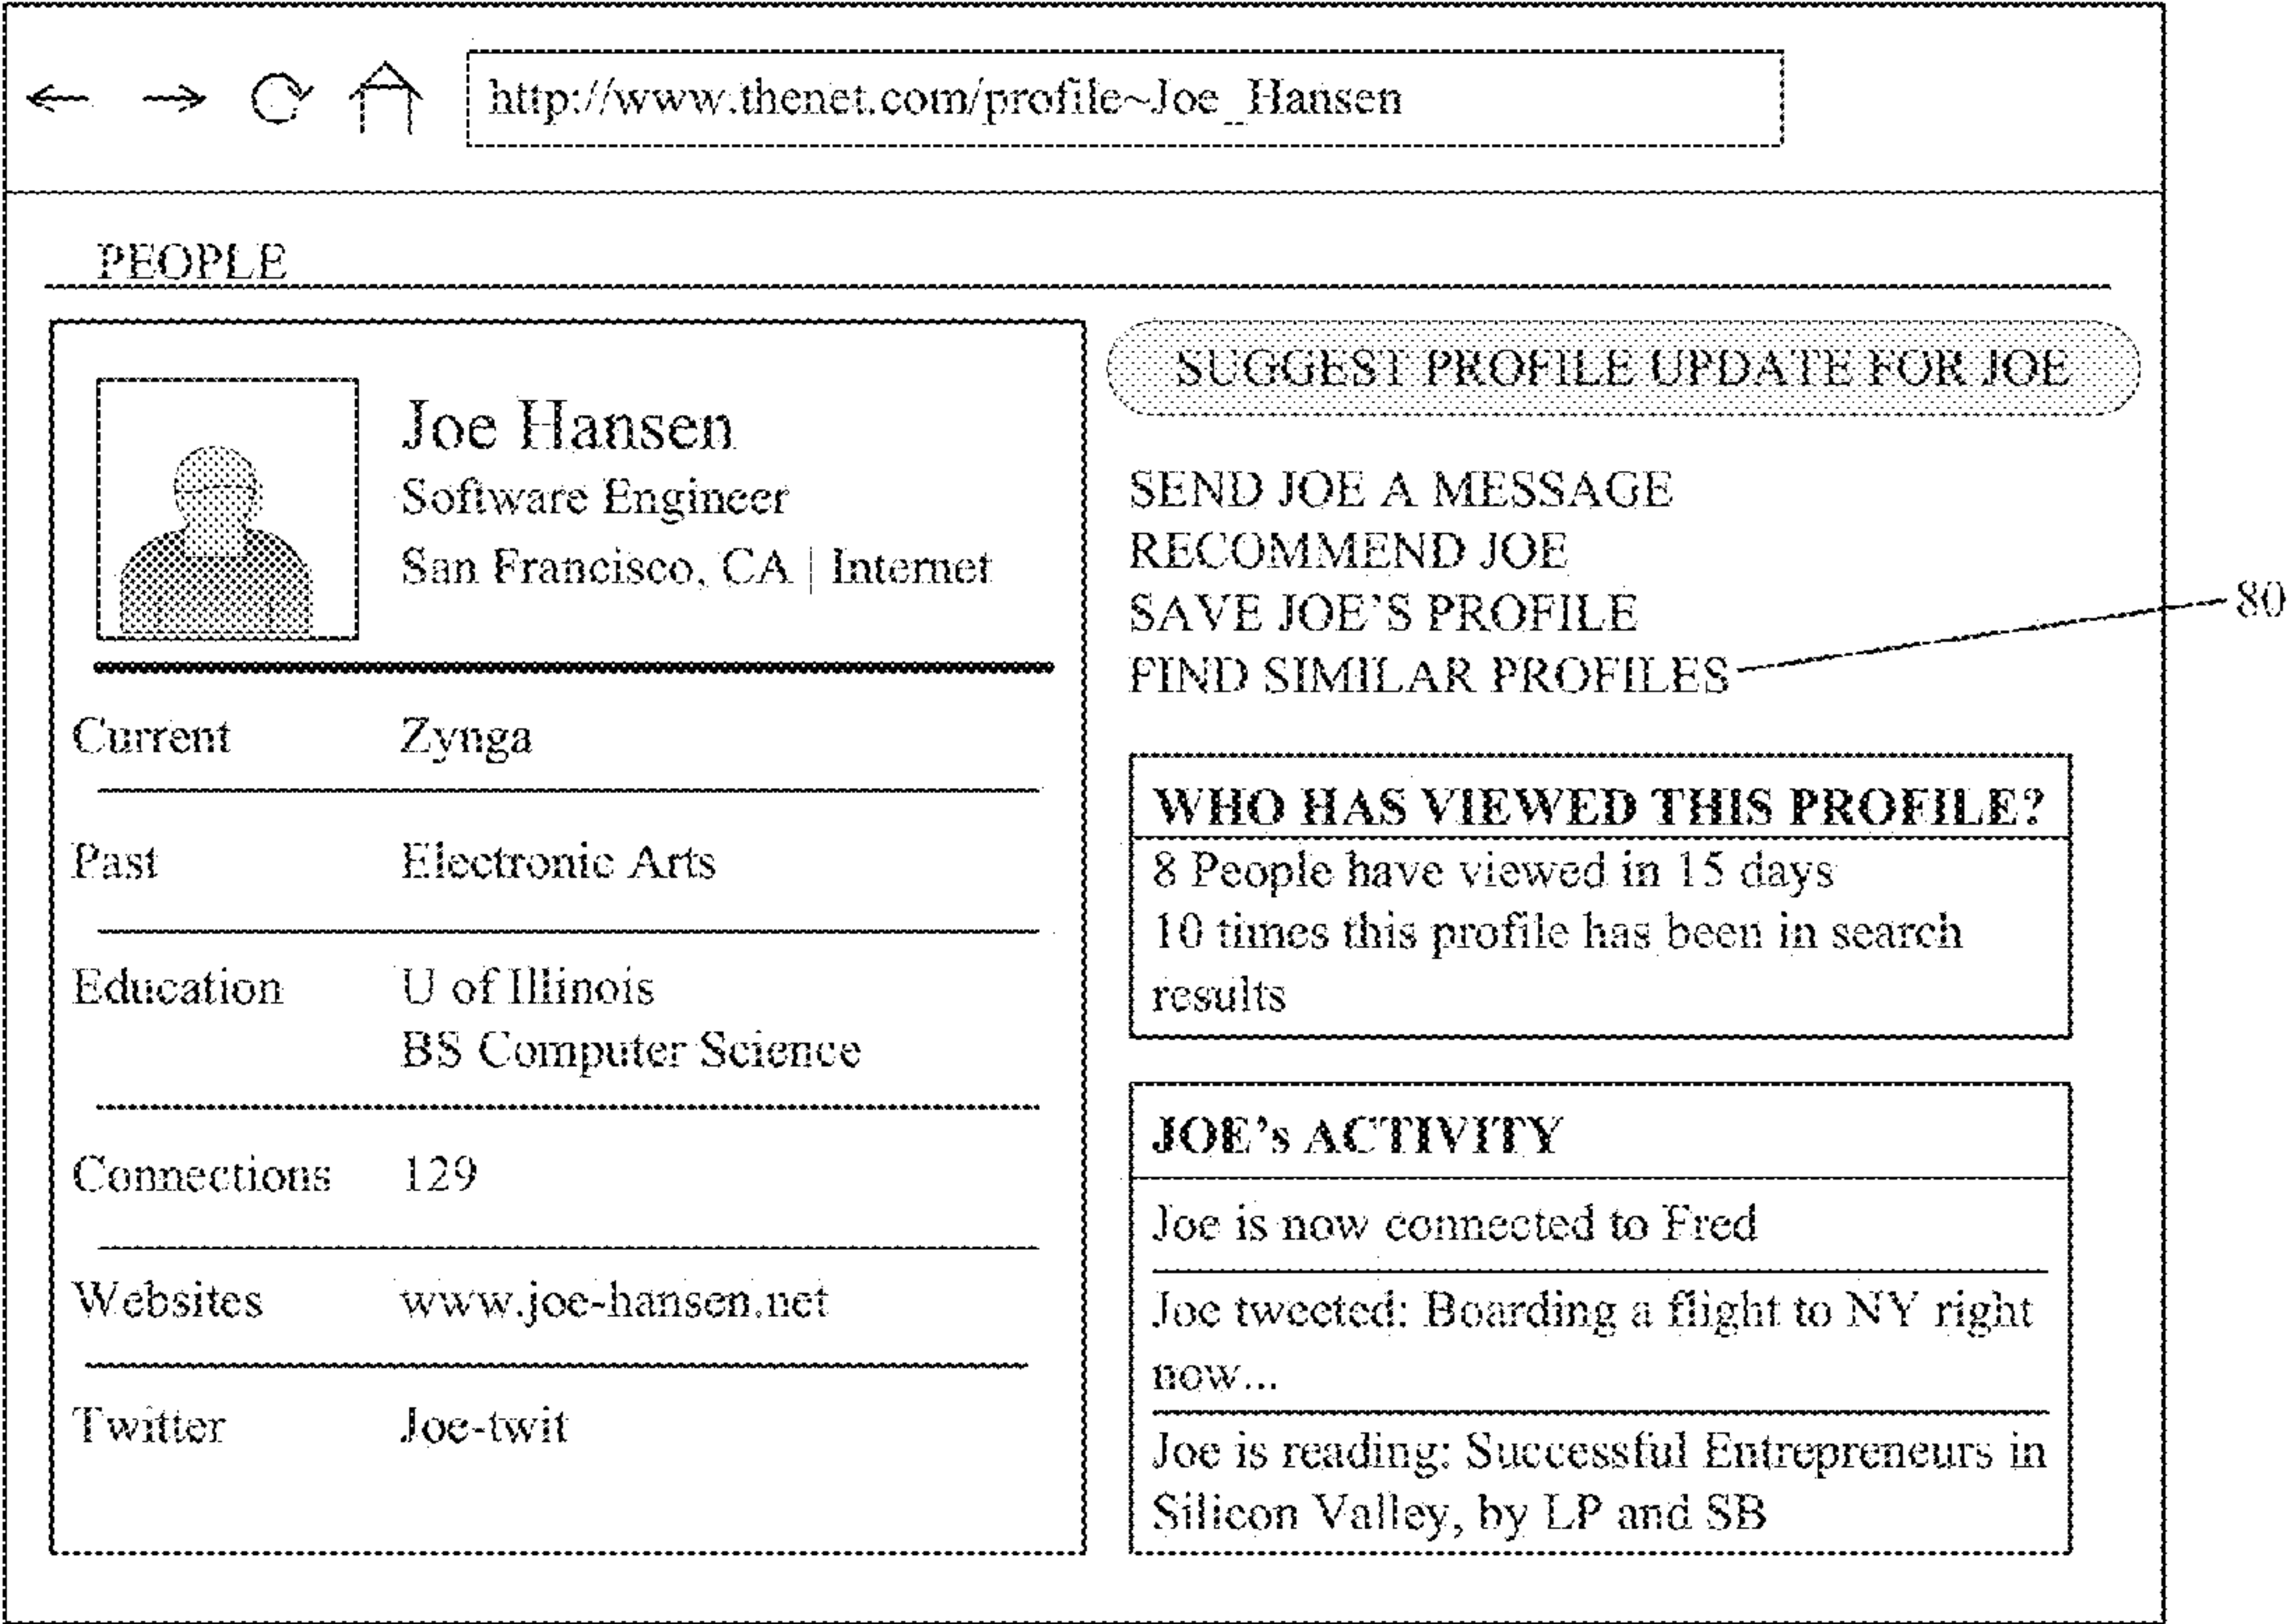 http://www.thenet.com/profile~Joe_Hansen
PEOPLE
Joe Hansen
Software Engineer
San Francisco, CA | Internet
Current Zynga
Past Electronic Arts
Education U of Illinois
BS Computer Science
Connections 129
Websites www.joe-hansen.net
Twitter Joe-twit
SUGGEST PROFILE UPDATE FOR JOE
SEND JOE A MESSAGE
RECOMMEND JOE
SAVE JOE’S PROFILE
FIND SIMILAR PROFILES
80
WHO HAS VIEWED THIS PROFILE?
8 People have viewed in 15 days
10 times this profile has been in search
results
JOE’s ACTIVITY
Joe is now connected to Fred
Joe tweeted: Boarding a flight to NY right
now...
Joe is reading: Successful Entrepreneurs in
Silicon Valley, by LP and SB